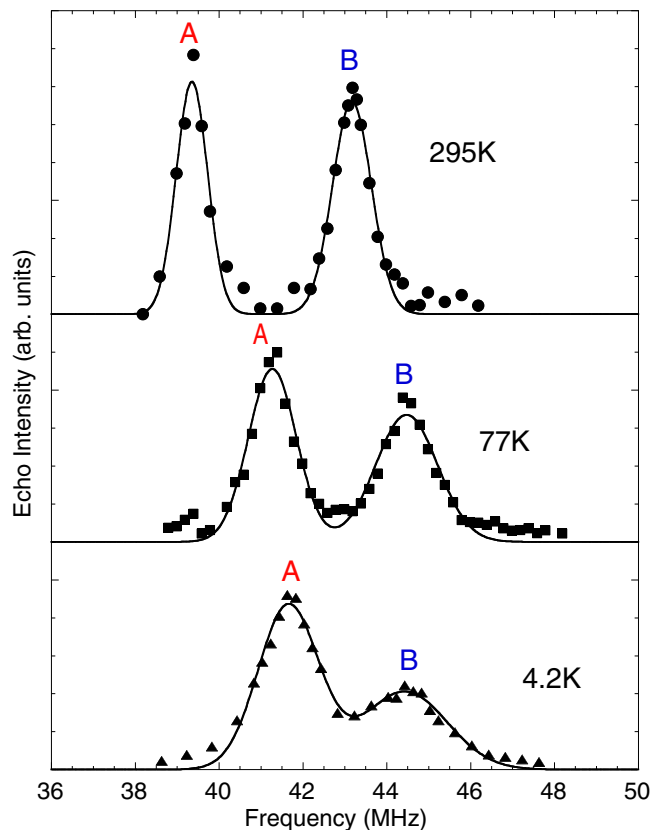 A
B
295K
A
B
77K
A
B
4.2K
Echo Intensity (arb. units)
36 38 40 42 44 46 48 50
Frequency (MHz)